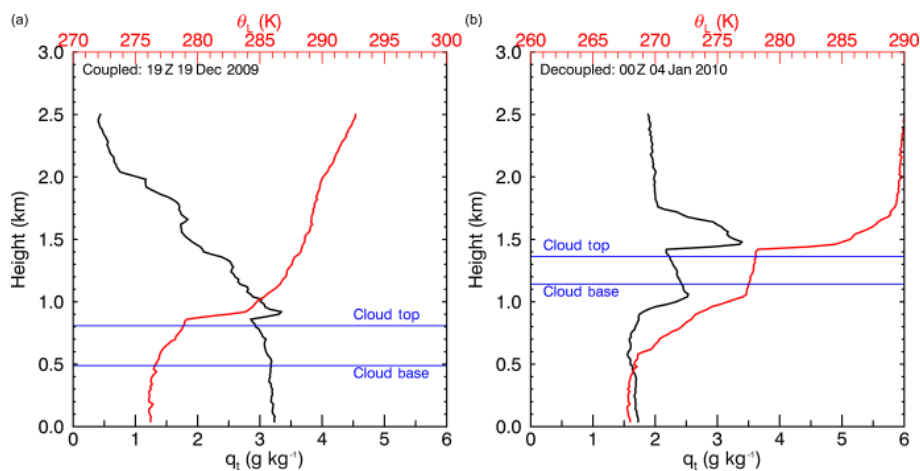 (a)
θL (K)
270 275 280 285 290 295 300
Coupled: 19 Z 19 Dec 2009
3.0
2.5
2.0
1.5
1.0
0.5
0.0
Height (km)
Cloud top
Cloud base
0 1 2 3 4 5 6
qt (g kg-1)
(b)
θL (K)
260 265 270 275 280 285 290
Decoupled: 00Z 04 Jan 2010
3.0
2.5
2.0
1.5
1.0
0.5
0.0
Height (km)
Cloud top
Cloud base
0 1 2 3 4 5 6
qt (g kg-1)